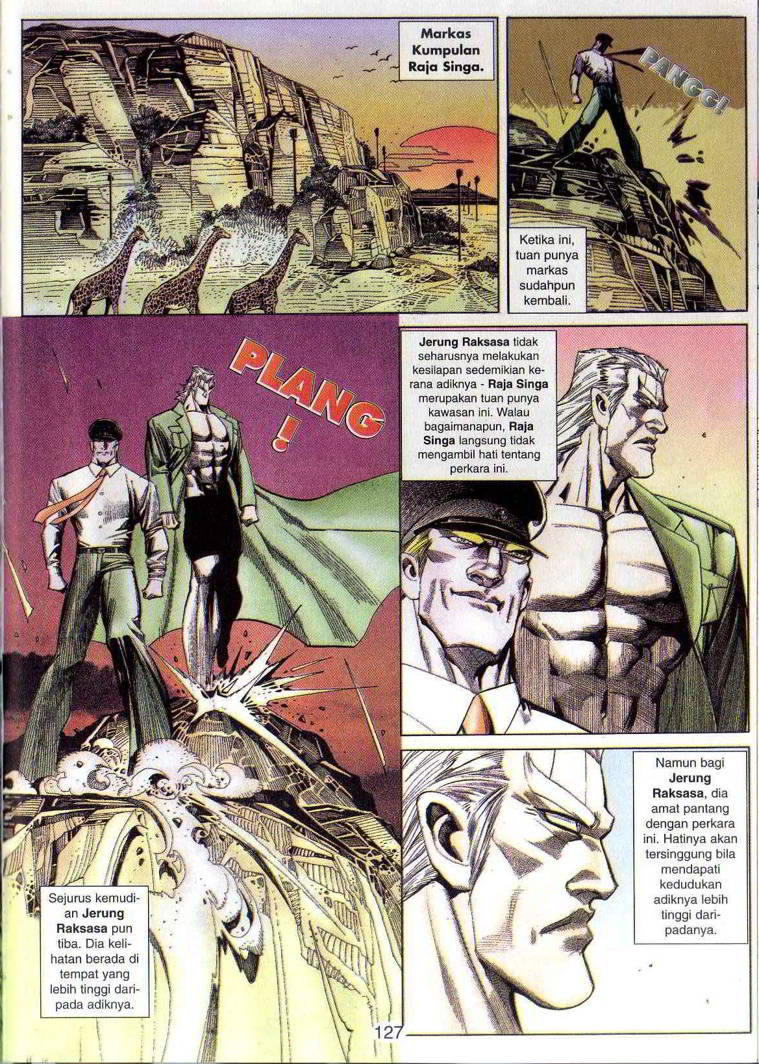 Markas
Kumpulan
Raja Singa.
PANGG!
Ketika ini,
tuan punya
markas
sudahpun
kembali.
PLANG
!
Jerung Raksasa tidak
seharusnya melakukan
kesilapan sedemikian ke-
rana adiknya - Raja Singa
merupakan tuan punya
kawasan ini. Walau
bagaimanapun, Raja
Singa langsung tidak
mengambil hati tentang
perkara ini.
Sejurus kemudi-
an Jerung
Raksasa pun
tiba. Dia keli-
hatan berada di
tempat yang
lebih tinggi dari-
pada adiknya.
Namun bagi
Jerung
Raksasa, dia
amat pantang
dengan perkara
ini. Hatinya akan
tersinggung bila
mendapati
kedudukan
adiknya lebih
tinggi dari-
padanya.
127